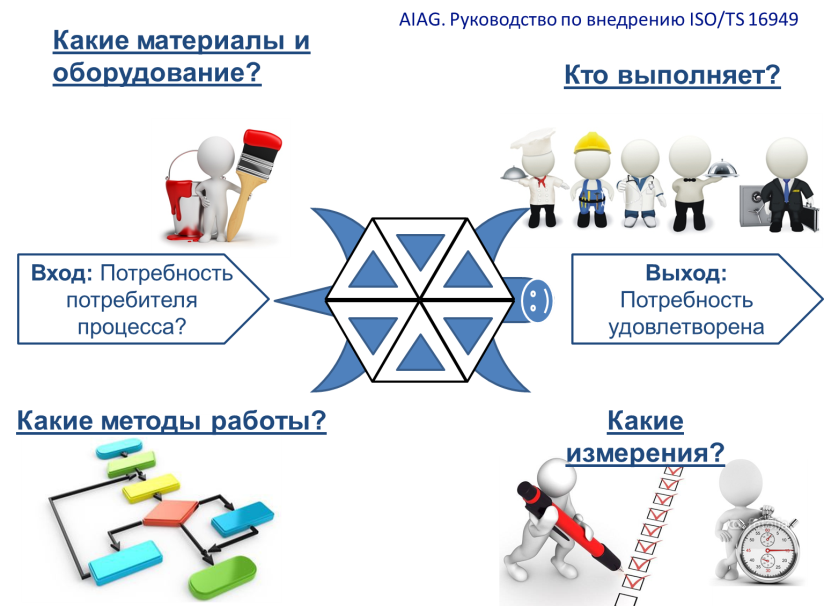 AIAG. Руководство по внедрению ISO/TS 16949
Какие материалы и
оборудование?
Кто выполняет?
Вход: Потребность
потребителя
процесса?
Выход:
Потребность
удовлетворена
Какие методы работы?
Какие
измерения?